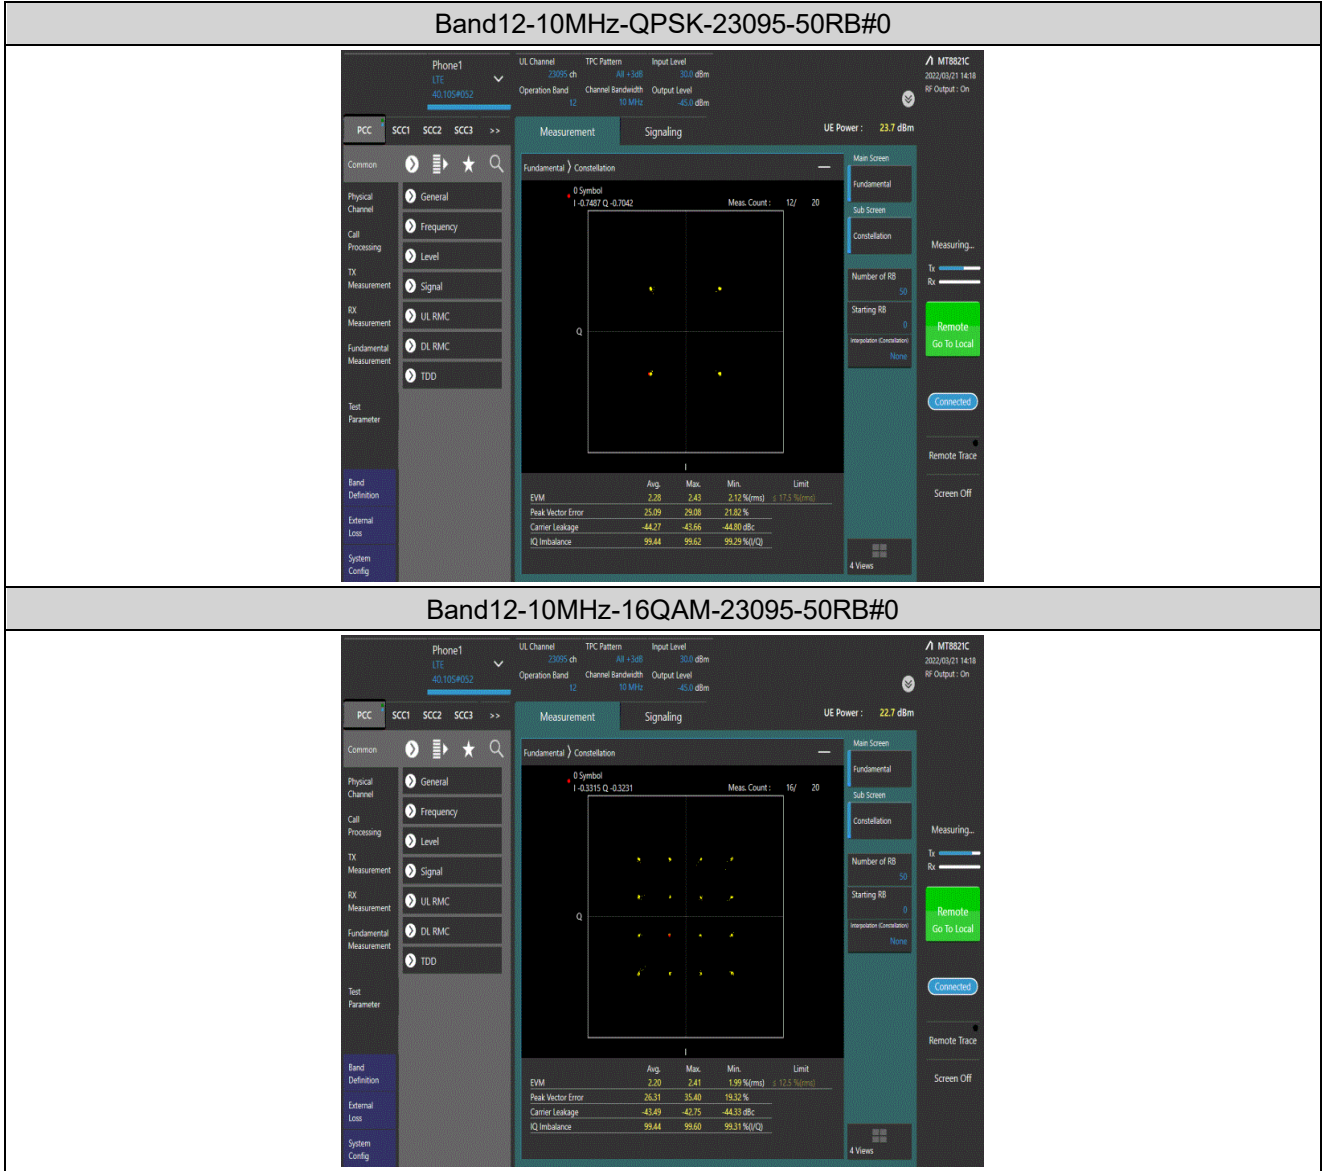 Band12-10MHz-QPSK-23095-50RB#0
Phone1
LTE
40.105#052
UL Channel TPC Pattern Input Level
23095 ch All +3dB 30.0 dBm
Operation Band Channel Bandwidth Output Level
12 10 MHz -45.0 dBm
MT8821C
2022/03/21 14:18
RF Output : On
PCC SCC1 SCC2 SCC3 >>
Measurement Signaling
UE Power : 23.7 dBm
Common
Physical
Channel
Call
Processing
TX
Measurement
RX
Measurement
Fundamental
Measurement
Test
Parameter
Band
Definition
External
Loss
System
Config
General
Frequency
Level
Signal
UL RMC
DL RMC
TDD
Fundamental 〉 Constellation
0 Symbol
I -0.7487 Q -0.7042 Meas. Count : 12/ 20
Q
I
Avg. Max. Min. Limit
EVM 2.28 2.43 2.12 %(rms) ≤ 17.5 %(rms)
Peak Vector Error 25.09 29.08 21.82 %
Carrier Leakage -44.27 -43.66 -44.80 dBc
IQ Imbalance 99.44 99.62 99.29 %(I/Q)
Main Screen
Fundamental
Sub Screen
Constellation
Number of RB
50
Starting RB
0
Interpolation (Constellation)
None
4 Views
Measuring...
Tx
Rx
Remote
Go To Local
Connected
Remote Trace
Screen Off
Band12-10MHz-16QAM-23095-50RB#0
Phone1
LTE
40.105#052
UL Channel TPC Pattern Input Level
23095 ch All +3dB 30.0 dBm
Operation Band Channel Bandwidth Output Level
12 10 MHz -45.0 dBm
MT8821C
2022/03/21 14:18
RF Output : On
PCC SCC1 SCC2 SCC3 >>
Measurement Signaling
UE Power : 22.7 dBm
Common
Physical
Channel
Call
Processing
TX
Measurement
RX
Measurement
Fundamental
Measurement
Test
Parameter
Band
Definition
External
Loss
System
Config
General
Frequency
Level
Signal
UL RMC
DL RMC
TDD
Fundamental 〉 Constellation
0 Symbol
I -0.3315 Q -0.3231 Meas. Count : 16/ 20
Q
I
Avg. Max. Min. Limit
EVM 2.20 2.41 1.99 %(rms) ≤ 12.5 %(rms)
Peak Vector Error 26.31 35.40 19.32 %
Carrier Leakage -43.49 -42.75 -44.33 dBc
IQ Imbalance 99.44 99.60 99.31 %(I/Q)
Main Screen
Fundamental
Sub Screen
Constellation
Number of RB
50
Starting RB
0
Interpolation (Constellation)
None
4 Views
Measuring...
Tx
Rx
Remote
Go To Local
Connected
Remote Trace
Screen Off